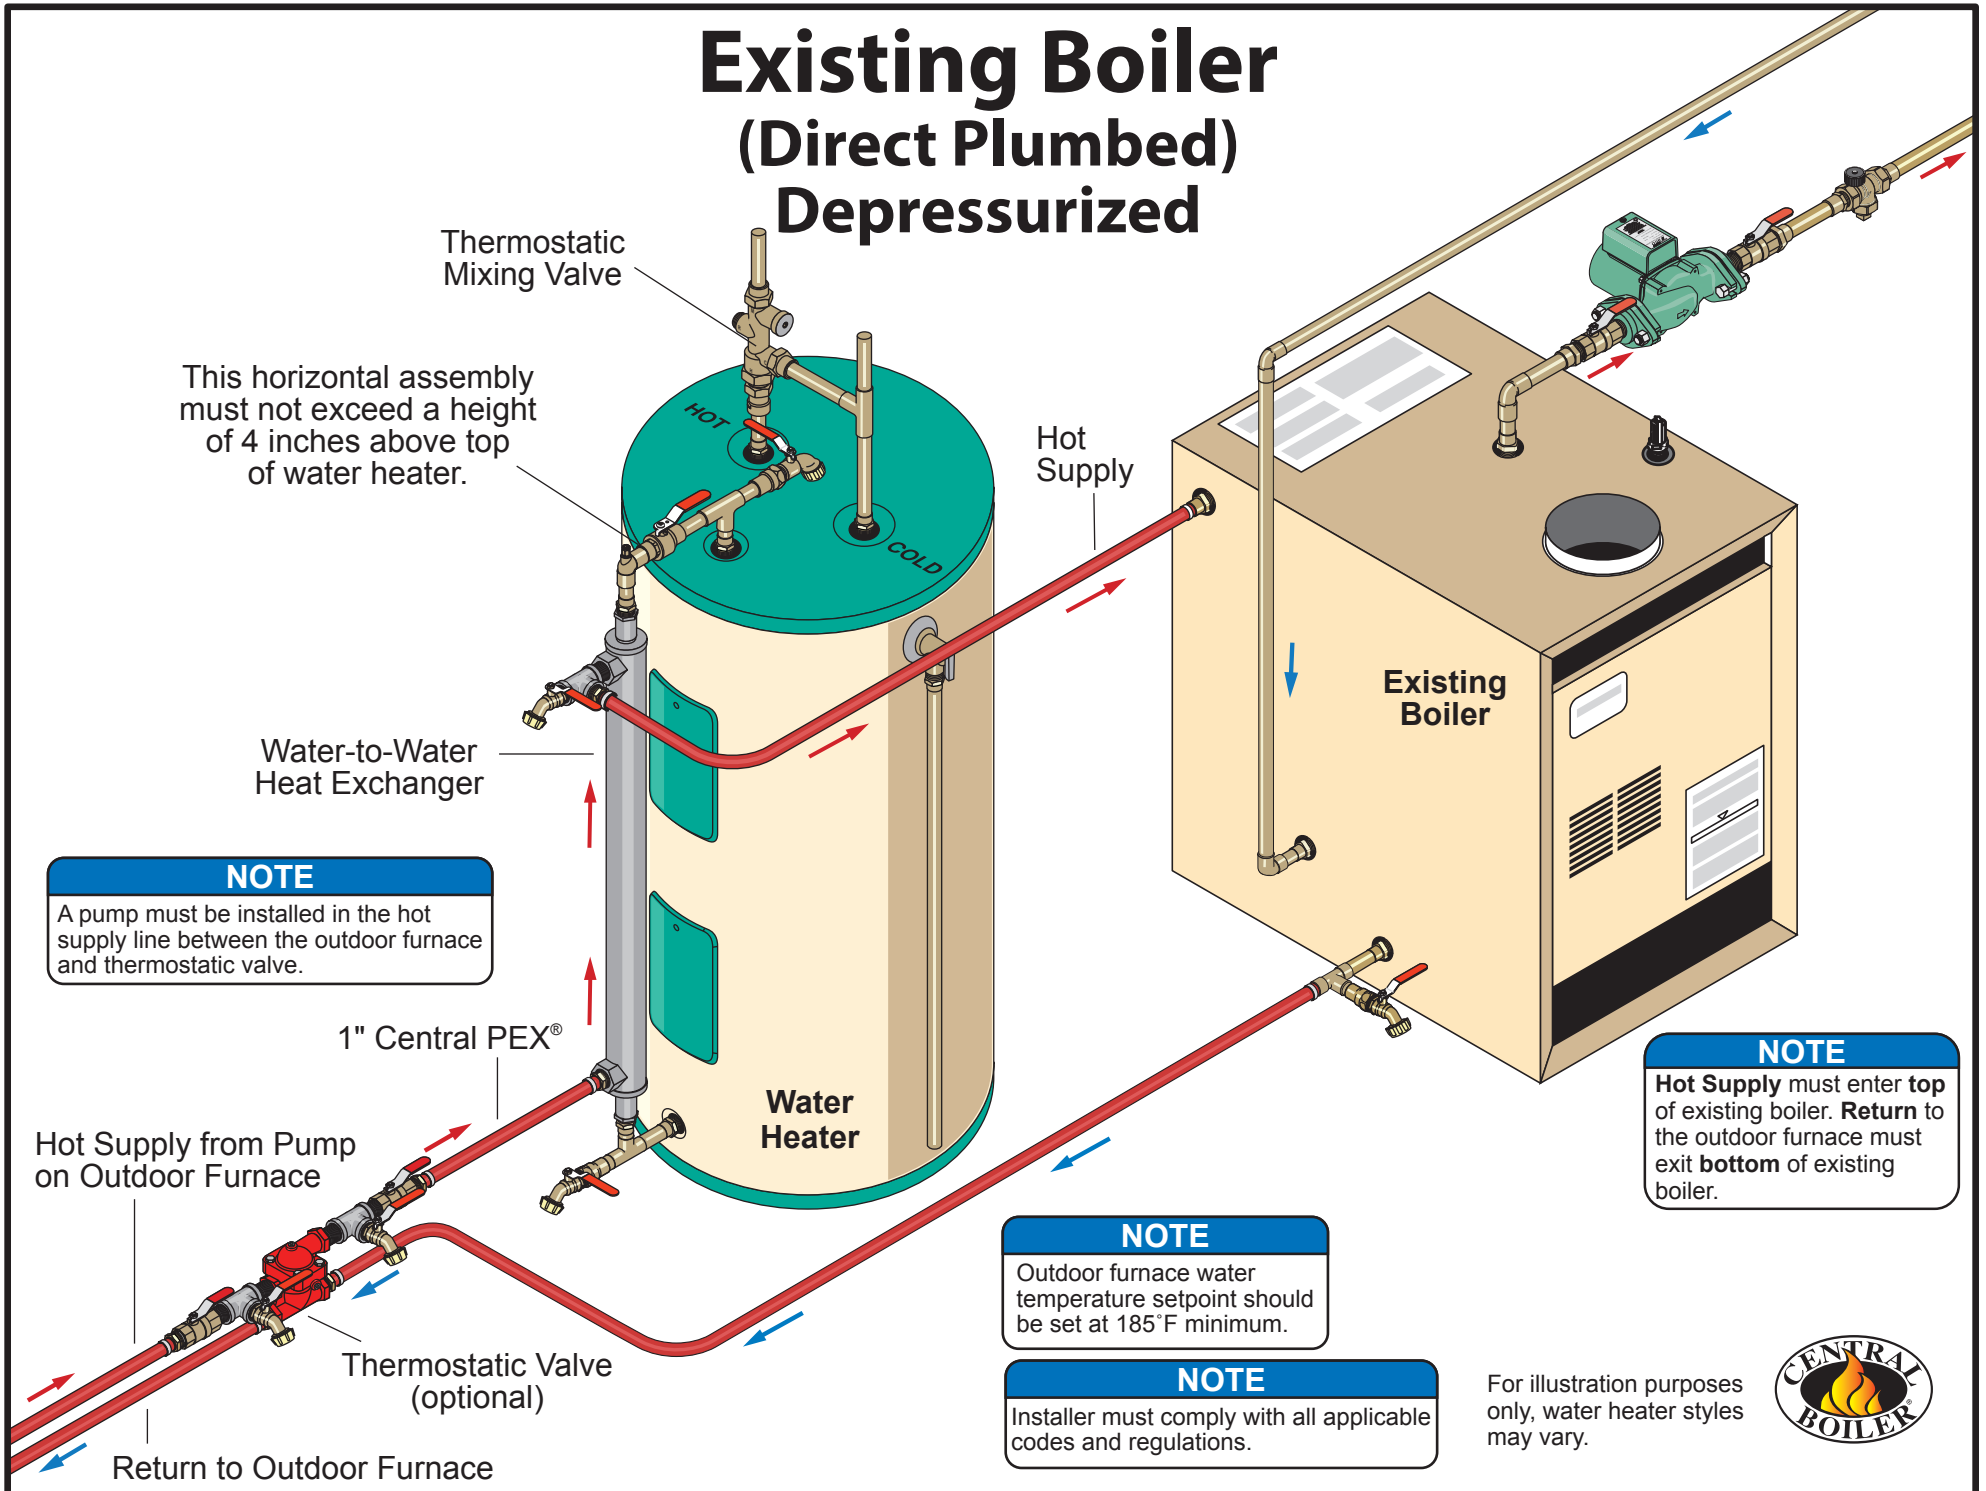 Existing Boiler
(Direct Plumbed)
Depressurized
Thermostatic
Mixing Valve
This horizontal assembly
must not exceed a height
of 4 inches above top
of water heater.
HOT
COLD
Hot
Supply
Water-to-Water
Heat Exchanger
Existing
Boiler
NOTE
A pump must be installed in the hot
supply line between the outdoor furnace
and thermostatic valve.
1" Central PEX®
Water
Heater
Hot Supply from Pump
on Outdoor Furnace
NOTE
Hot Supply must enter top
of existing boiler. Return to
the outdoor furnace must
exit bottom of existing
boiler.
NOTE
Outdoor furnace water
temperature setpoint should
be set at 185°F minimum.
Thermostatic Valve
(optional)
NOTE
Installer must comply with all applicable
codes and regulations.
Return to Outdoor Furnace
For illustration purposes
only, water heater styles
may vary.
CENTRAL
BOILER®